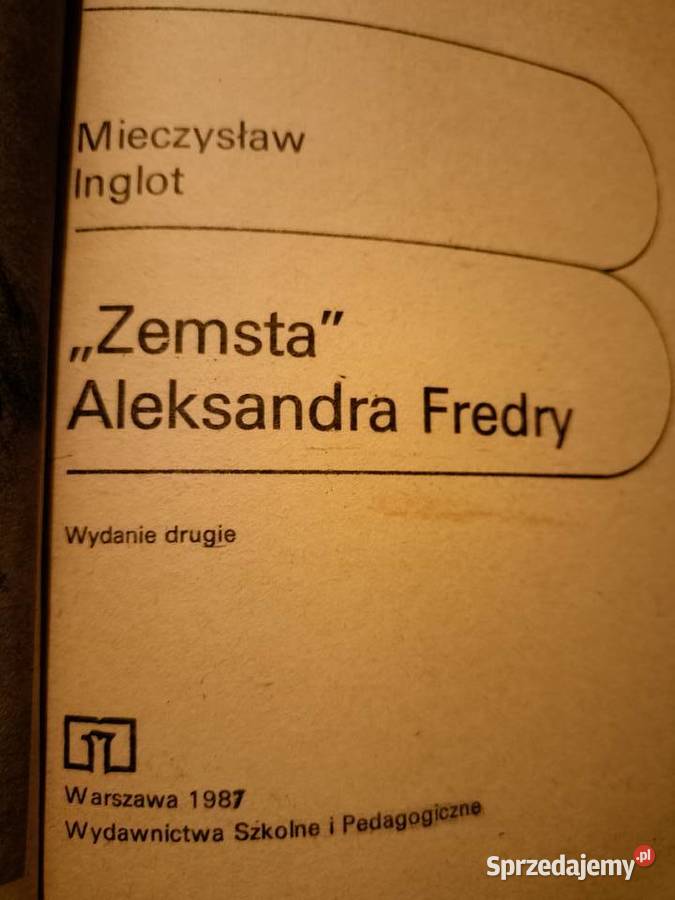 Mieczysław
Inglot
„Zemsta”
Aleksandra Fredry
Wydanie drugie
Warszawa 1987
Wydawnictwa Szkolne i Pedagogiczne
Sprzedajemy.pl